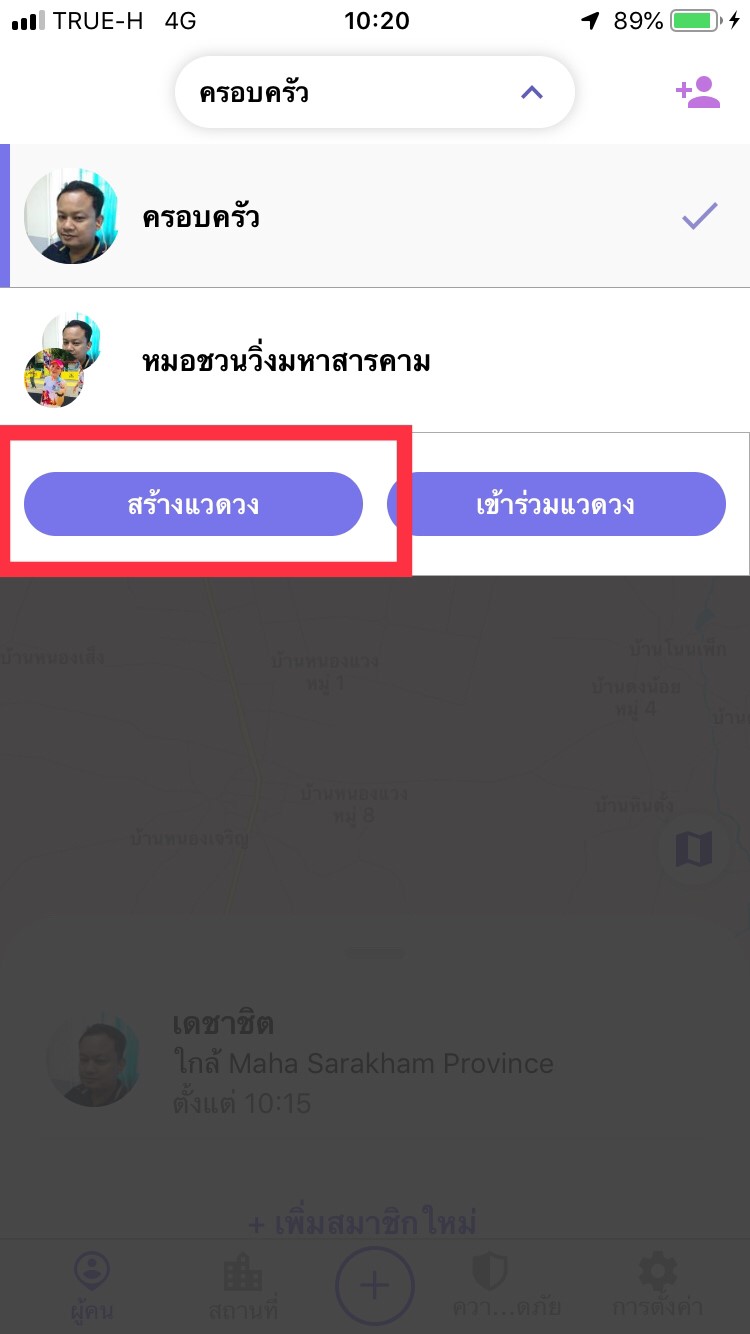 TRUE-H 4G 10:20 89%
ครอบครัว
ครอบครัว
หมอชวนวิ่งมหาสารคาม
สร้างแวดวง เข้าร่วมแวดวง
บ้านโนนเพ็ก
บ้านหนองเล้ง บ้านหนองแวง
หมู่ 1
บ้านดงน้อย
หมู่ 4
บ้านหนองแวง
หมู่ 8
บ้านหินตั้ง
บ้านหนองเจริญ
เดชาชิต
ใกล้ Maha Sarakham Province
ตั้งแต่ 10:15
+ เพิ่มสมาชิกใหม่
ผู้คน สถานที่ ควา...ดภัย การตั้งค่า